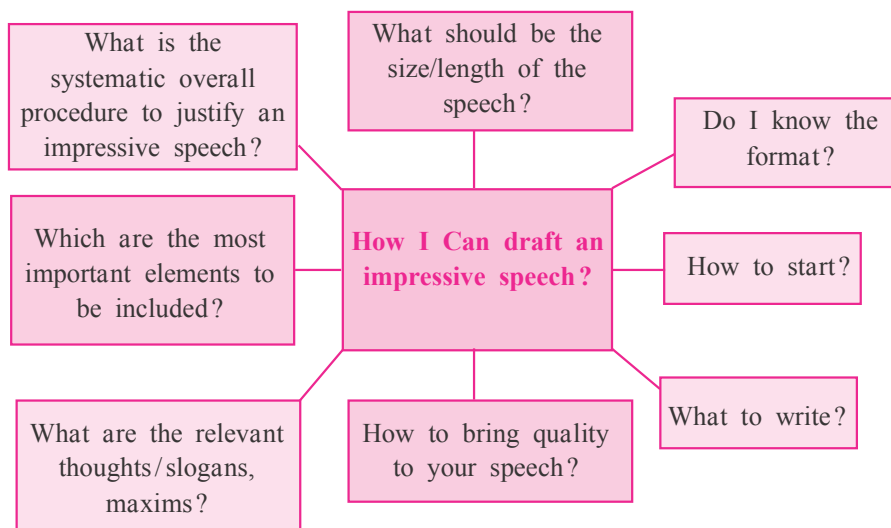 What is the
systematic overall
procedure to justify an
impressive speech?
What should be the
size/length of the
speech?
Do I know the
format?
Which are the most
important elements to
be included?
How I Can draft an
impressive speech?
How to start?
What are the relevant
thoughts/slogans,
maxims?
How to bring quality
to your speech?
What to write?